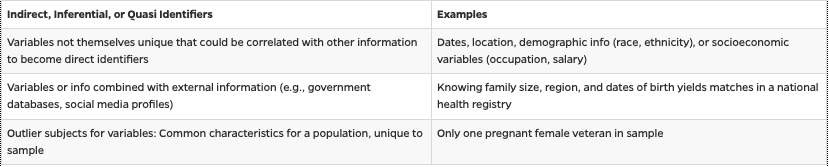 Indirect, Inferential, or Quasi Identifiers
Examples
Variables not themselves unique that could be correlated with other information
to become direct identifiers
Dates, location, demographic info (race, ethnicity), or socioeconomic
variables (occupation, salary)
Variables or info combined with external information (e.g., government
databases, social media profiles)
Knowing family size, region, and dates of birth yields matches in a national
health registry
Outlier subjects for variables: Common characteristics for a population, unique to
sample
Only one pregnant female veteran in sample